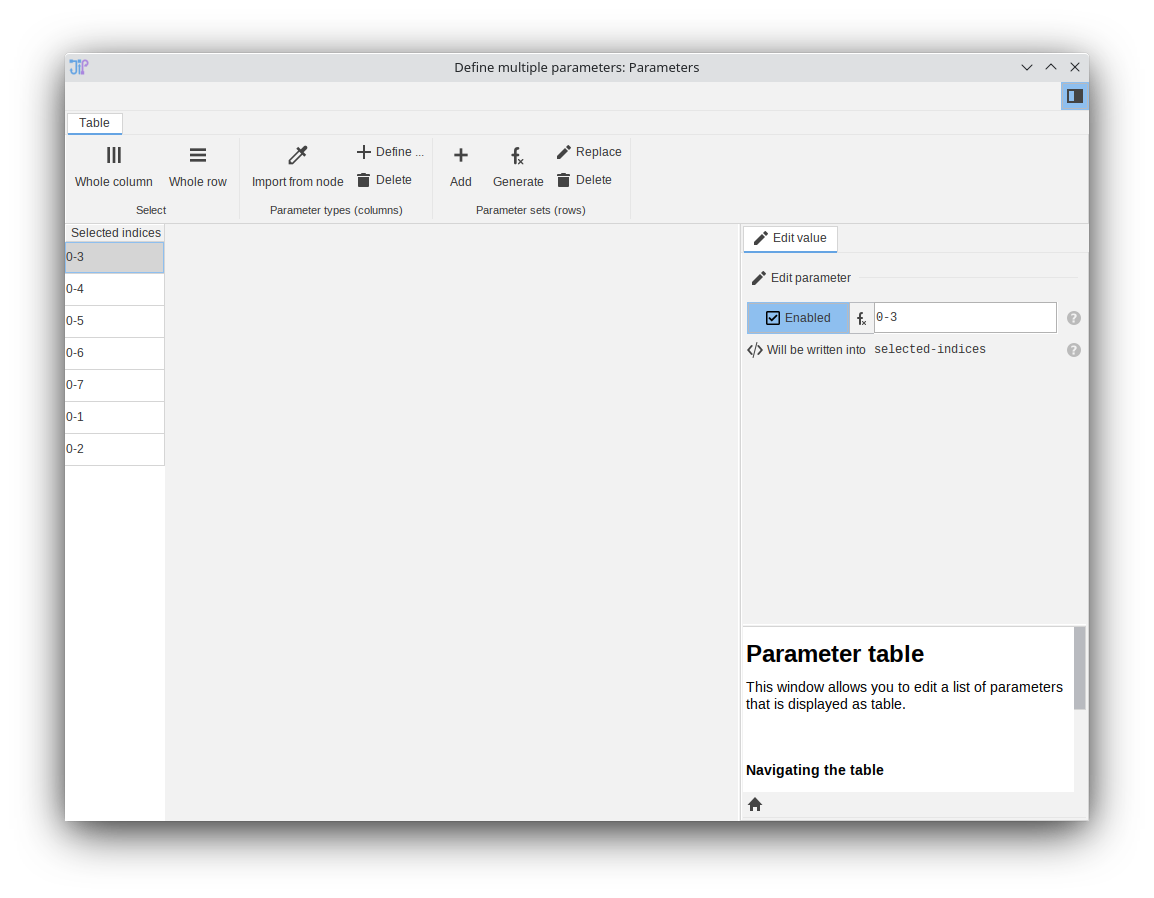 JIP
Define multiple parameters: Parameters
Table
Whole column
Whole row
Select
Import from node
Define ...
Delete
Parameter types (columns)
Add
Generate
Replace
Delete
Parameter sets (rows)
Selected indices
0-3
0-4
0-5
0-6
0-7
0-1
0-2
Edit value
Edit parameter
Enabled
0-3
Will be written into selected-indices
Parameter table
This window allows you to edit a list of parameters
that is displayed as table.
Navigating the table